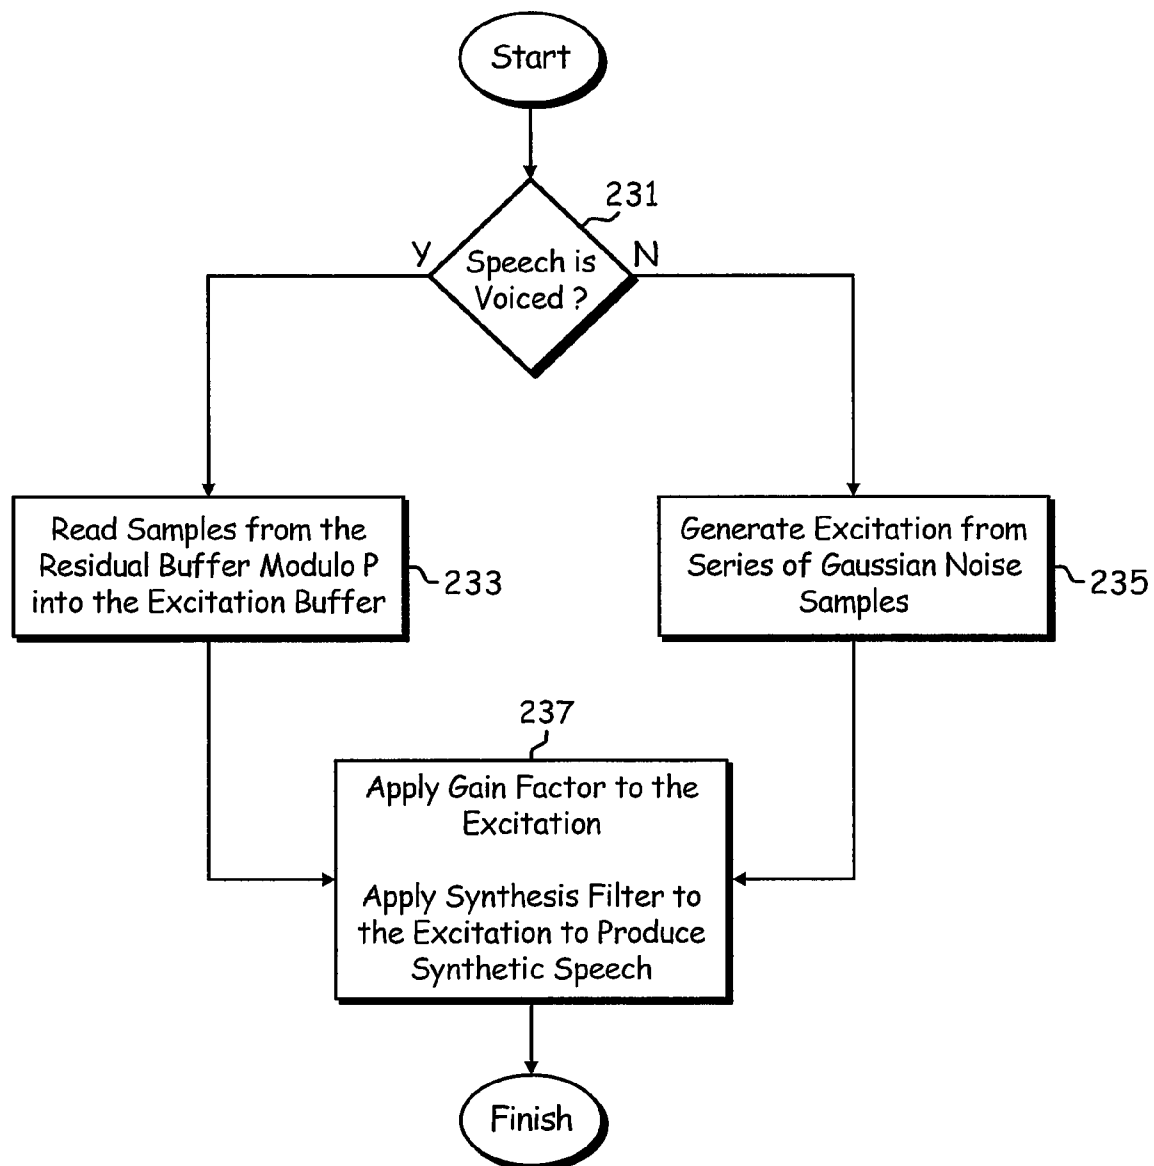 Start
231
Y
N
Speech is
Voiced ?
Read Samples from the
Residual Buffer Modulo P
into the Excitation Buffer
233
Generate Excitation from
Series of Gaussian Noise
Samples
235
237
Apply Gain Factor to the
Excitation
Apply Synthesis Filter to
the Excitation to Produce
Synthetic Speech
Finish